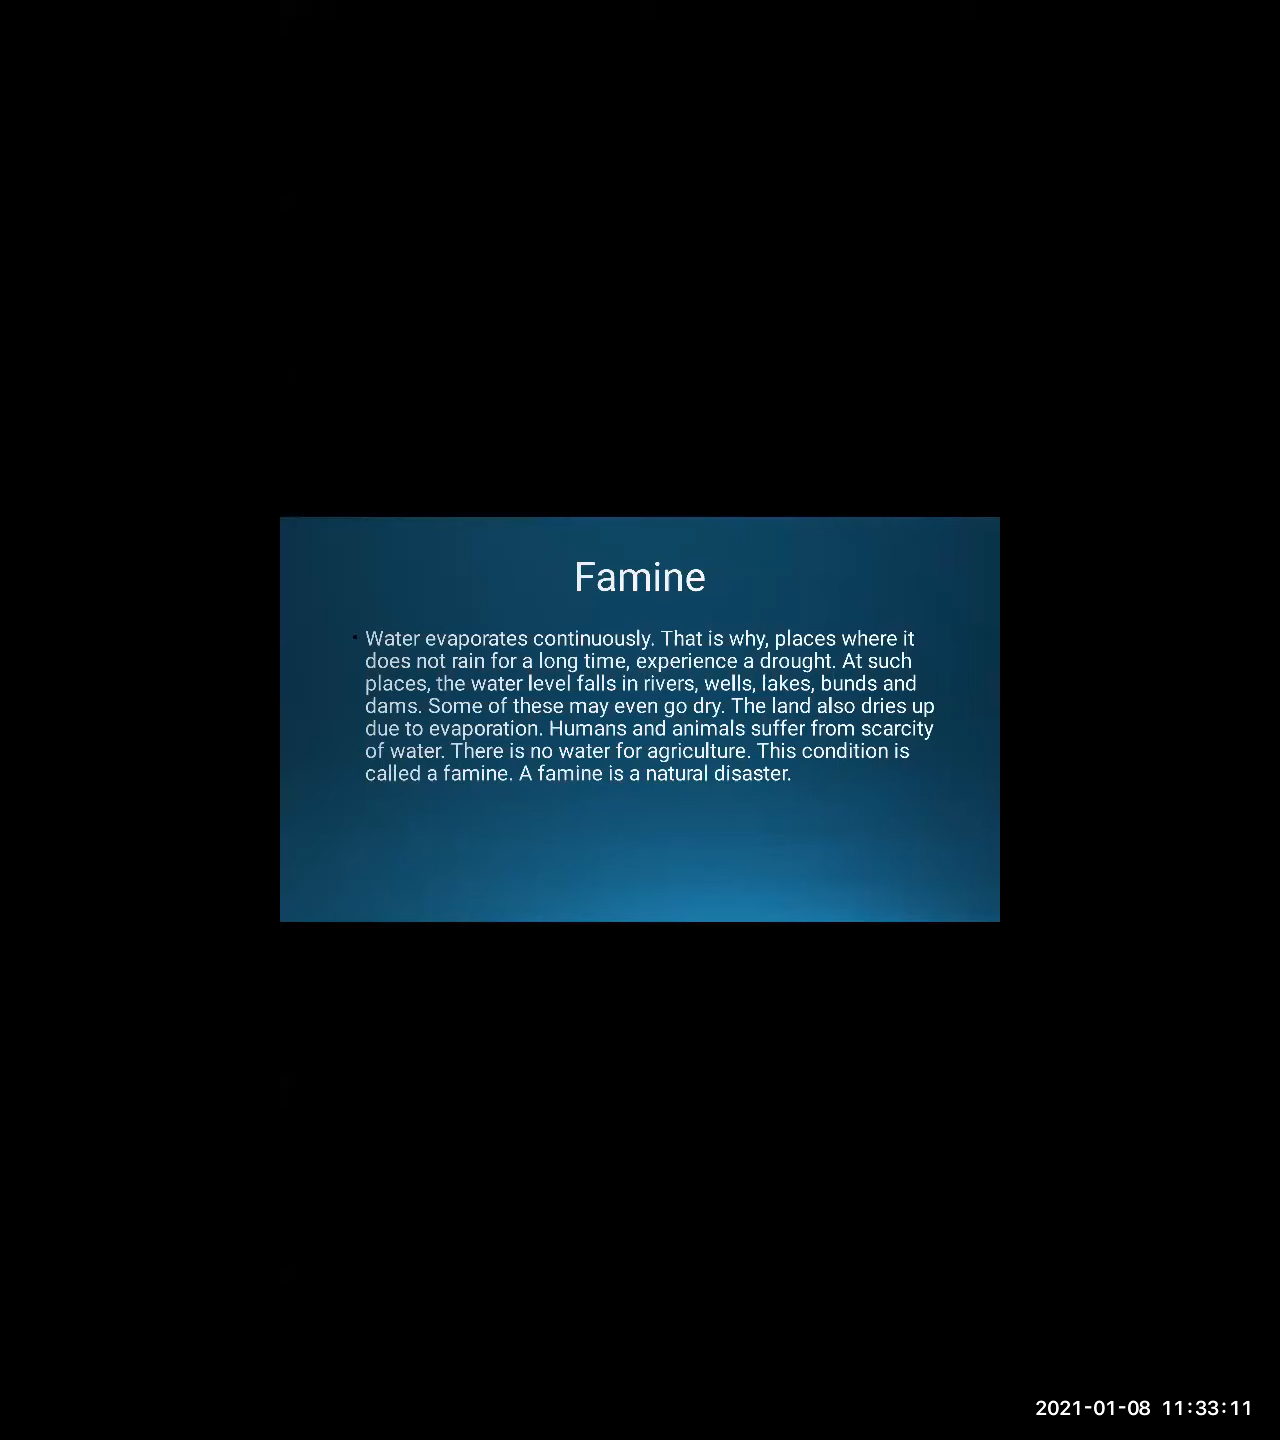 Famine
Water evaporates continuously. That is why, places where it
does not rain for a long time, experience a drought. At such
places, the water level falls in rivers, wells, lakes, bunds and
dams. Some of these may even go dry. The land also dries up
due to evaporation. Humans and animals suffer from scarcity
of water. There is no water for agriculture. This condition is
called a famine. A famine is a natural disaster.
2021-01-08 11:33:11